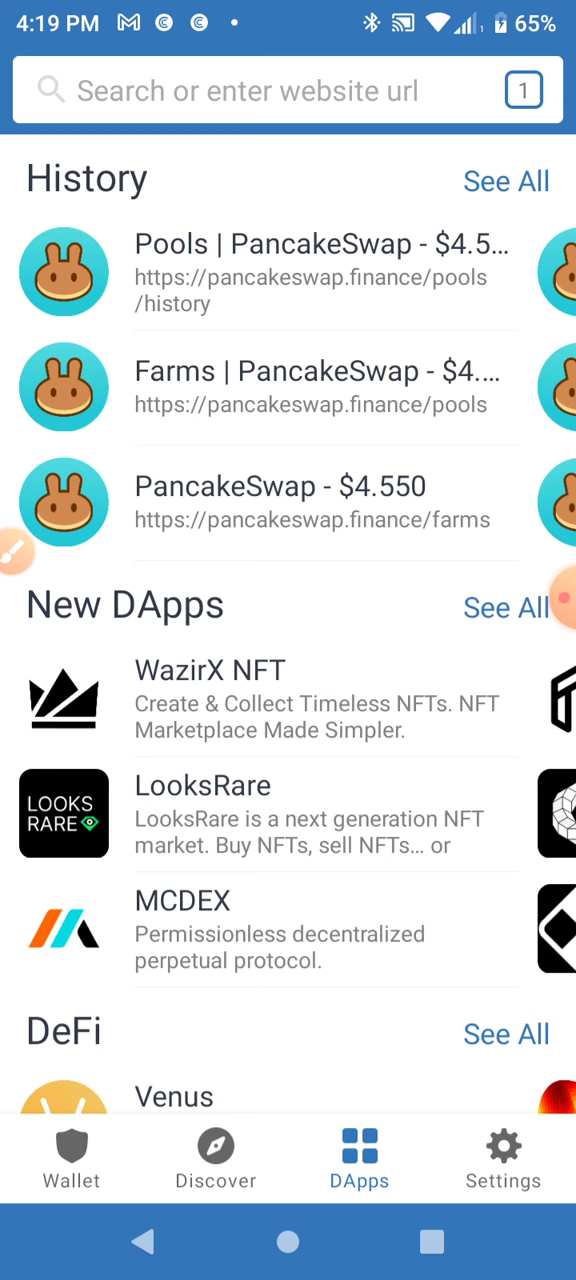 4:19 PM
65%
Search or enter website url
1
History
See All
Pools | PancakeSwap - $4.5...
https://pancakeswap.finance/pools
/history
Farms | PancakeSwap - $4....
https://pancakeswap.finance/pools
PancakeSwap - $4.550
https://pancakeswap.finance/farms
New DApps
See All
WazirX NFT
Create & Collect Timeless NFTs. NFT
Marketplace Made Simpler.
LOOKS
RARE
LooksRare
LooksRare is a next generation NFT
market. Buy NFTs, sell NFTs... or
MCDEX
Permissionless decentralized
perpetual protocol.
DeFi
See All
Venus
Wallet
Discover
DApps
Settings